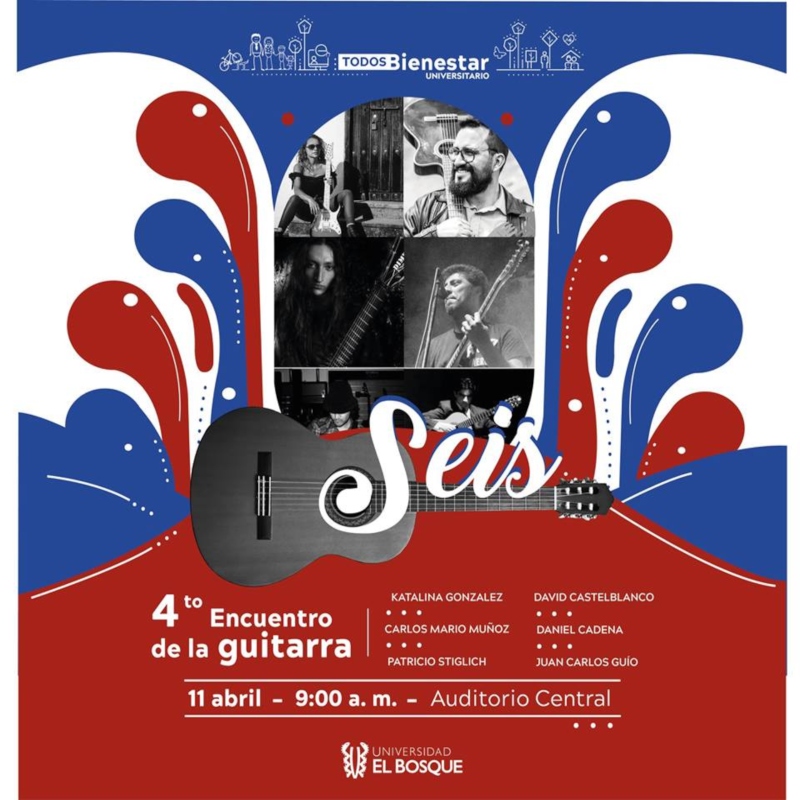 TODOS Bienestar
UNIVERSITARIO
Seis
4to Encuentro
de la guitarra
KATALINA GONZALEZ
CARLOS MARIO MUÑOZ
PATRICIO STIGLICH
DAVID CASTELBLANCO
DANIEL CADENA
JUAN CARLOS GUÍO
11 abril - 9:00 a. m. - Auditorio Central
UNIVERSIDAD
EL BOSQUE